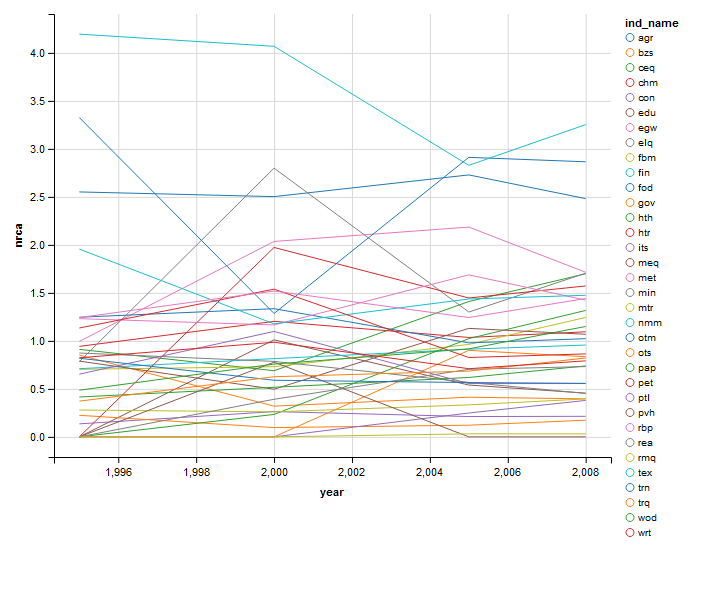 ind_name
agr
bzs
ceq
chm
con
edu
egw
elq
fbm
fin
fod
gov
hth
htr
its
meq
met
min
mtr
nmm
otm
ots
pap
pet
ptl
pvh
rbp
rea
rmq
tex
trn
trq
wod
wrt
nrca
4.0
3.5
3.0
2.5
2.0
1.5
1.0
0.5
0.0
1,996
1,998
2,000
2,002
2,004
2,006
2,008
year